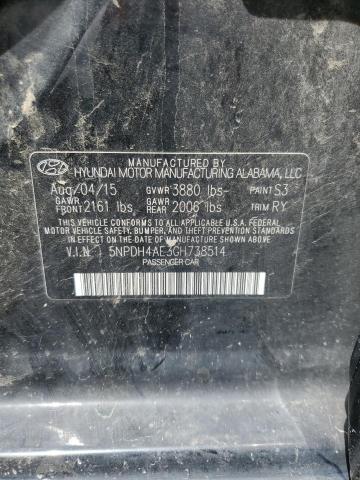 MANUFACTURED BY
HYUNDAI MOTOR MANUFACTURING ALABAMA, LLC
Aug/04/15 GVWR 3880 lbs- PAINT S3
GAWR FRONT 2161 lbs GAWR REAR 2006 lbs TRIM RY
THIS VEHICLE CONFORMS TO ALL APPLICABLE U.S. FEDERAL
MOTOR VEHICLE SAFETY, BUMPER, AND THEFT PREVENTION
STANDARDS IN EFFECT ON THE DATE OF MANUFACTURE SHOWN ABOVE.
V.I.N. 5NPDH4AE3GH738514
PASSENGER CAR